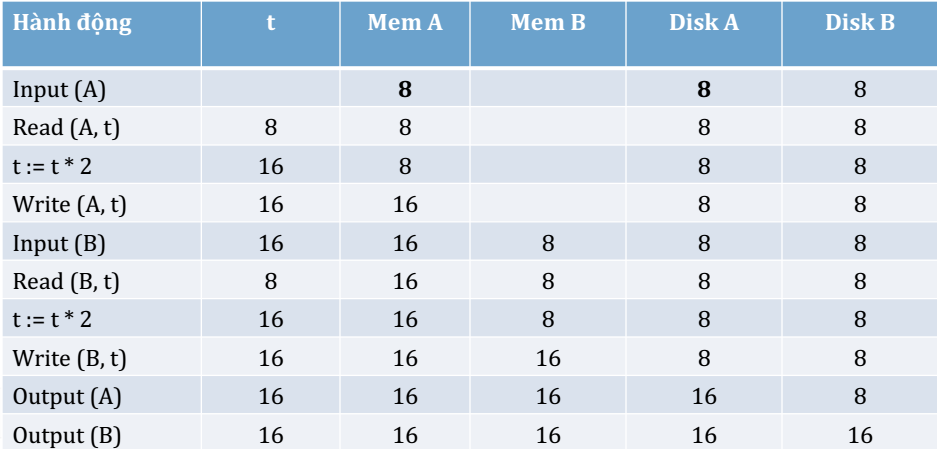 Hành động t Mem A Mem B Disk A Disk B
Input (A) 8 8 8
Read (A, t) 8 8 8 8
t := t * 2 16 8 8 8
Write (A, t) 16 16 8 8
Input (B) 16 16 8 8 8
Read (B, t) 8 16 8 8 8
t := t * 2 16 16 8 8 8
Write (B, t) 16 16 16 8 8
Output (A) 16 16 16 16 8
Output (B) 16 16 16 16 16